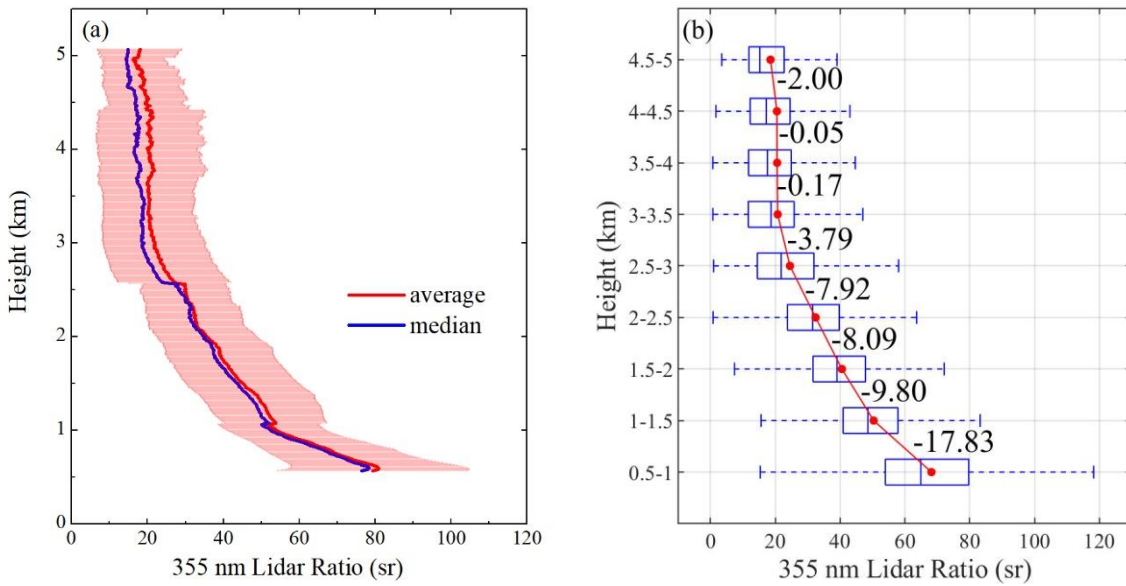 (a)
5
4
3
2
1
0
Height (km)
average
median
0 20 40 60 80 100 120
355 nm Lidar Ratio (sr)
(b)
4.5-5
4-4.5
3.5-4
3-3.5
2.5-3
2-2.5
1.5-2
1-1.5
0.5-1
Height (km)
-2.00
-0.05
-0.17
-3.79
-7.92
-8.09
-9.80
-17.83
0 20 40 60 80 100 120
355 nm Lidar Ratio (sr)